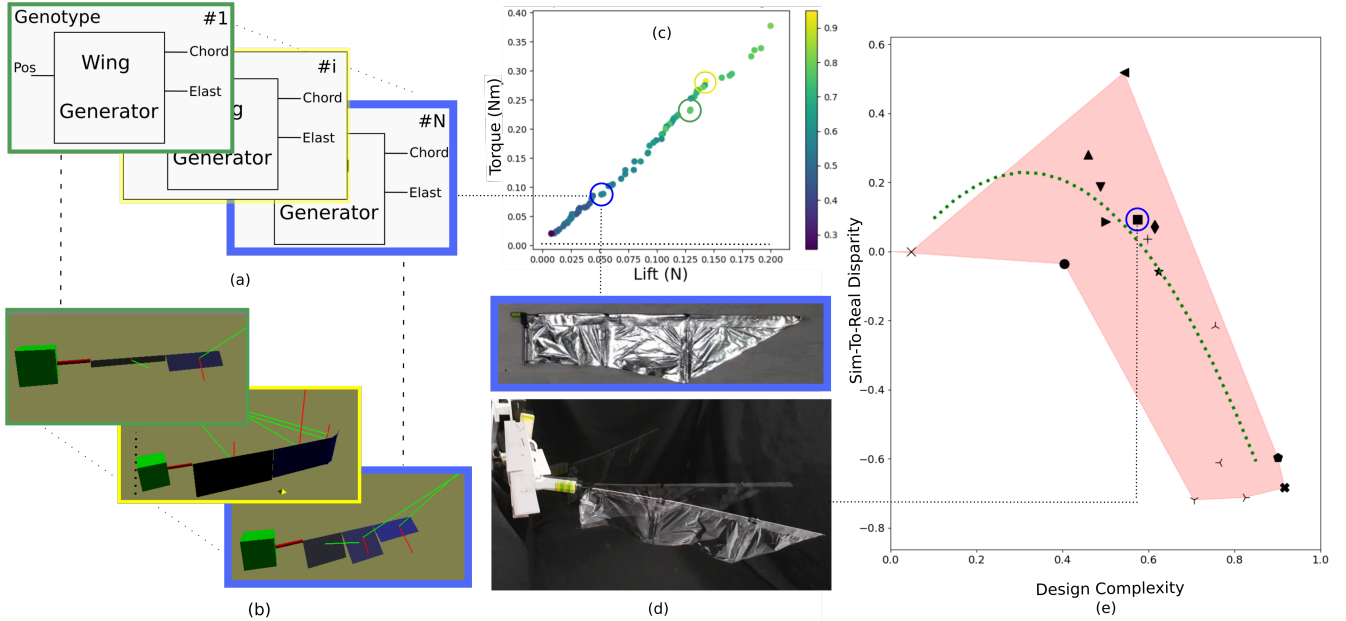 Genotype
#1
Pos
Wing
Generator
Chord
Elast
#i
g
Generator
Chord
Elast
#N
Generator
Chord
Elast
(a)
(b)
(c)
Torque (Nm)
0.40
0.30
0.25
0.20
0.15
0.10
0.05
0.00
0.000
0.025
0.050
0.075
0.100
0.125
0.150
0.175
0.200
Lift (N)
0.9
0.8
0.7
0.6
0.5
0.4
0.3
(d)
Sim-To-Real Disparity
0.6
0.4
0.2
0.0
−0.2
−0.4
−0.6
−0.8
0.0
0.2
0.4
0.6
0.8
1.0
Design Complexity
(e)